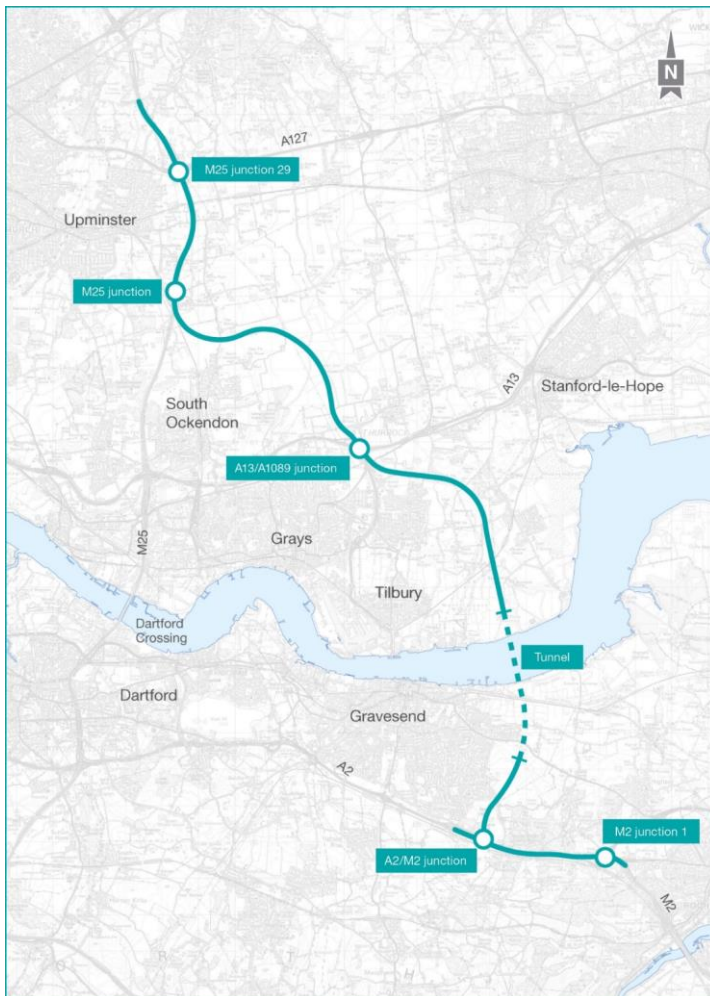 N
A127
M25 junction 29
Upminster
M25 junction
Stanford-le-Hope
A13
South
Ockendon
A13/A1089 junction
M25
Grays
Tilbury
Dartford
Crossing
Tunnel
Dartford
Gravesend
A2
M2 junction 1
A2/M2 junction
M2